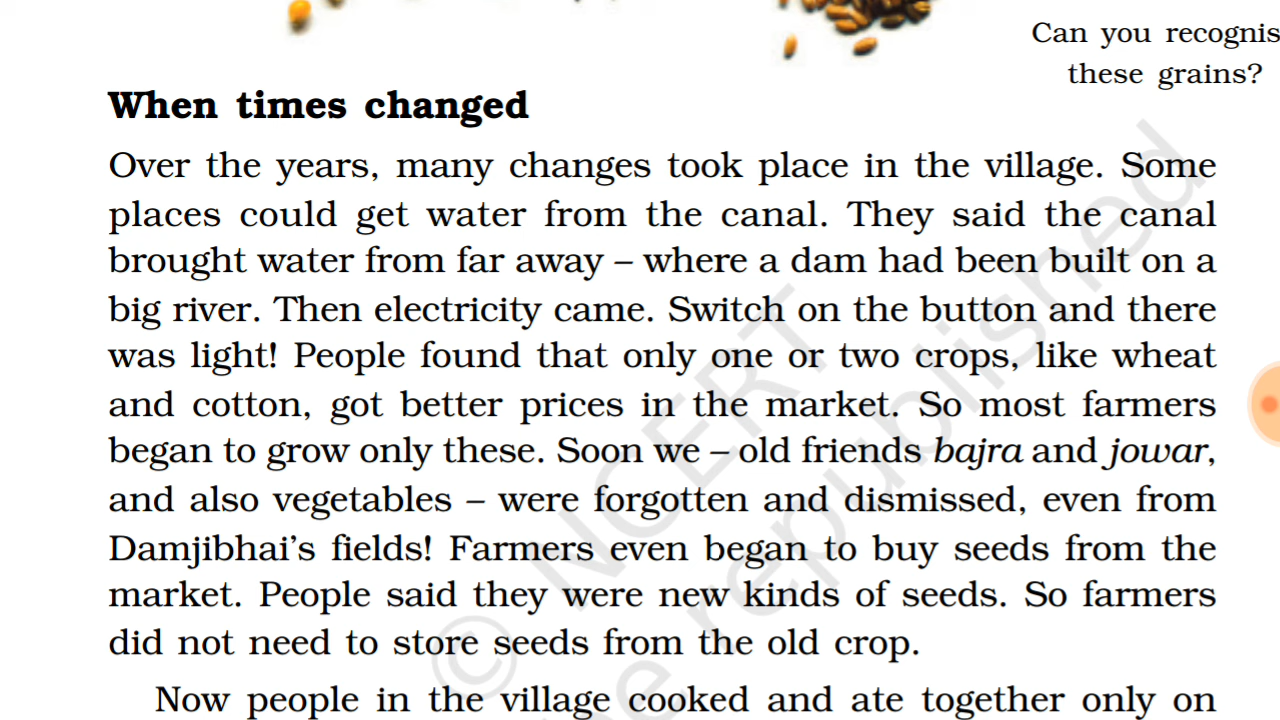 Can you recognis
these grains?
When times changed
Over the years, many changes took place in the village. Some
places could get water from the canal. They said the canal
brought water from far away – where a dam had been built on a
big river. Then electricity came. Switch on the button and there
was light! People found that only one or two crops, like wheat
and cotton, got better prices in the market. So most farmers
began to grow only these. Soon we – old friends bajra and jowar,
and also vegetables – were forgotten and dismissed, even from
Damjibhai's fields! Farmers even began to buy seeds from the
market. People said they were new kinds of seeds. So farmers
did not need to store seeds from the old crop.
Now people in the village cooked and ate together only on
© NCERT
be republished